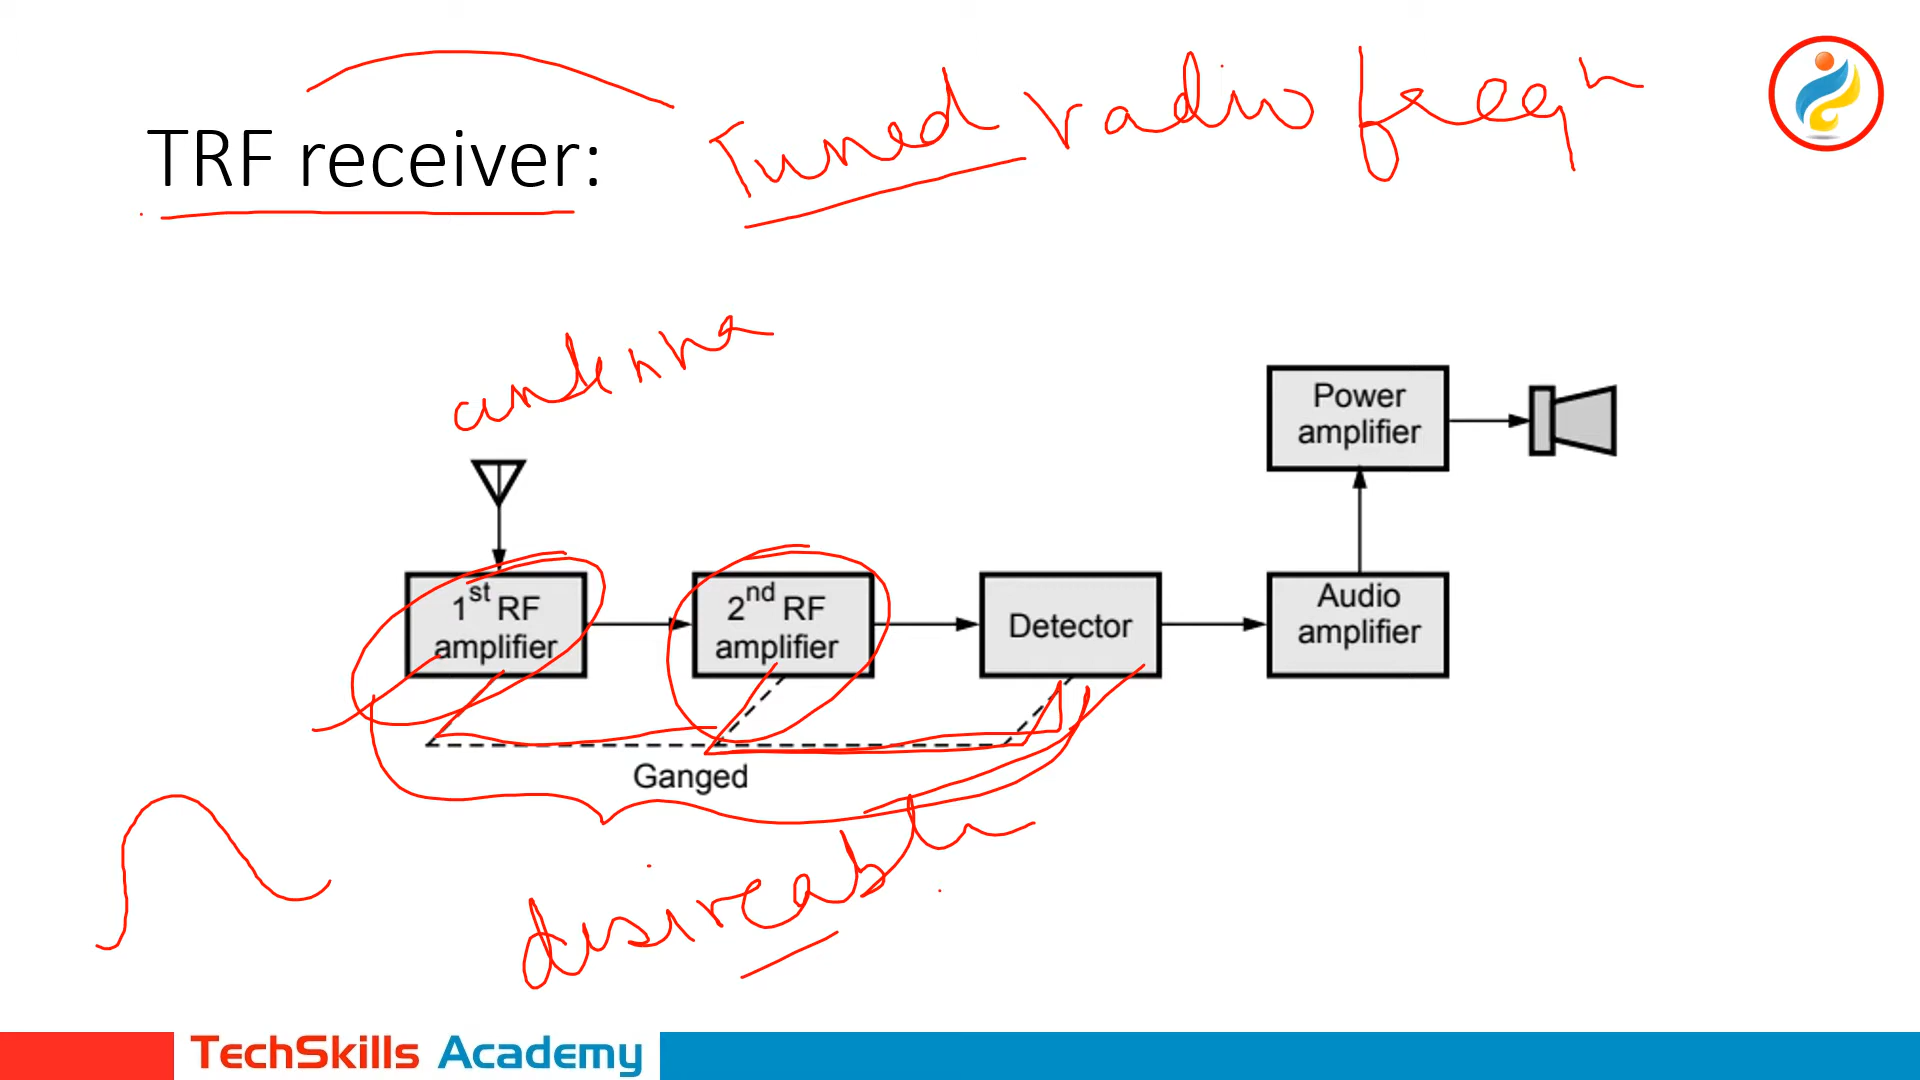 TRF receiver:
Tuned radio freqn
antenna
Power
amplifier
1st RF
amplifier
2nd RF
amplifier
Detector
Audio
amplifier
Ganged
TechSkills Academy